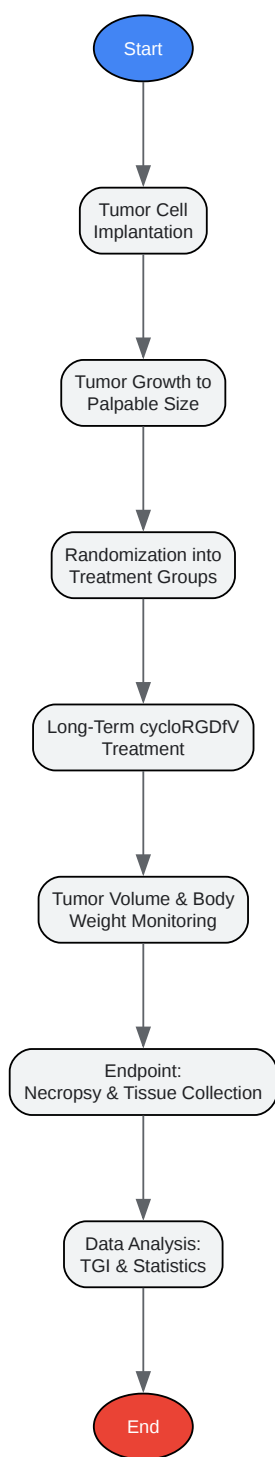 Start
Tumor Cell
Implantation
Tumor Growth to
Palpable Size
Randomization into
Treatment Groups
Long-Term cycloRGDfV
Treatment
Tumor Volume & Body
Weight Monitoring
Endpoint:
Necropsy & Tissue Collection
Data Analysis:
TGI & Statistics
End